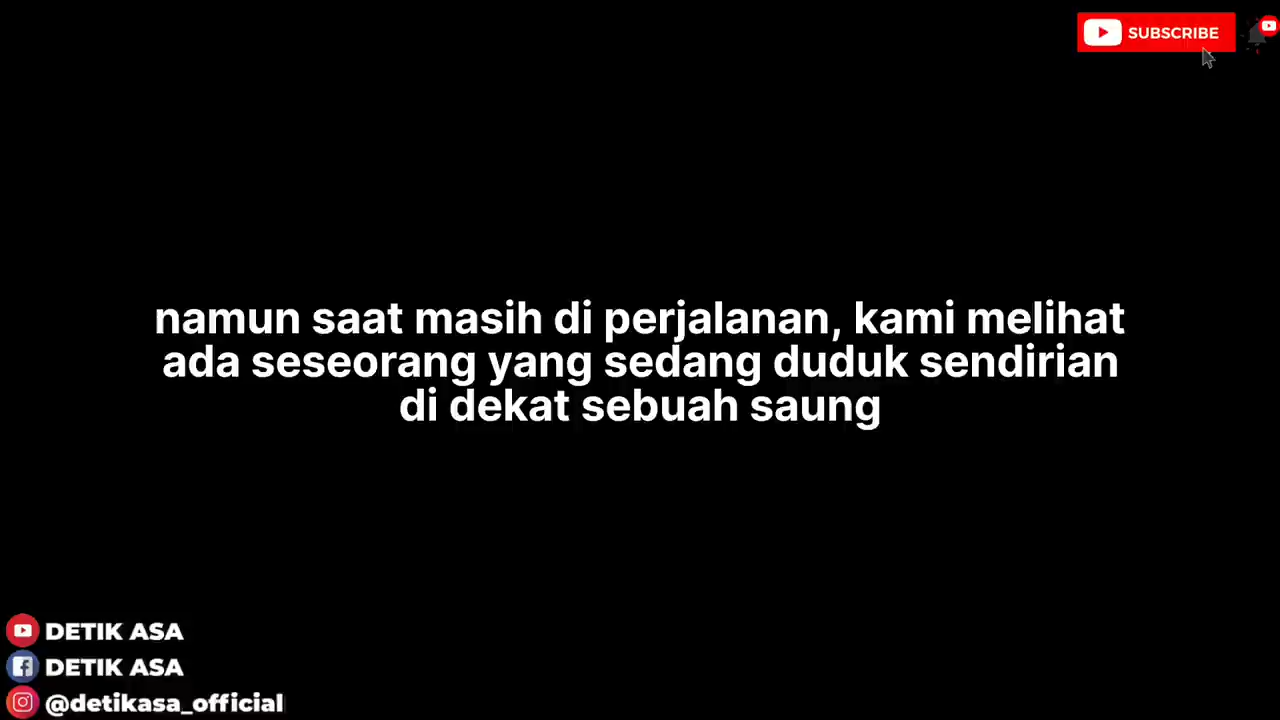 SUBSCRIBE
namun saat masih di perjalanan, kami melihat
ada seseorang yang sedang duduk sendirian
di dekat sebuah saung
DETIK ASA
DETIK ASA
@detikasa_official